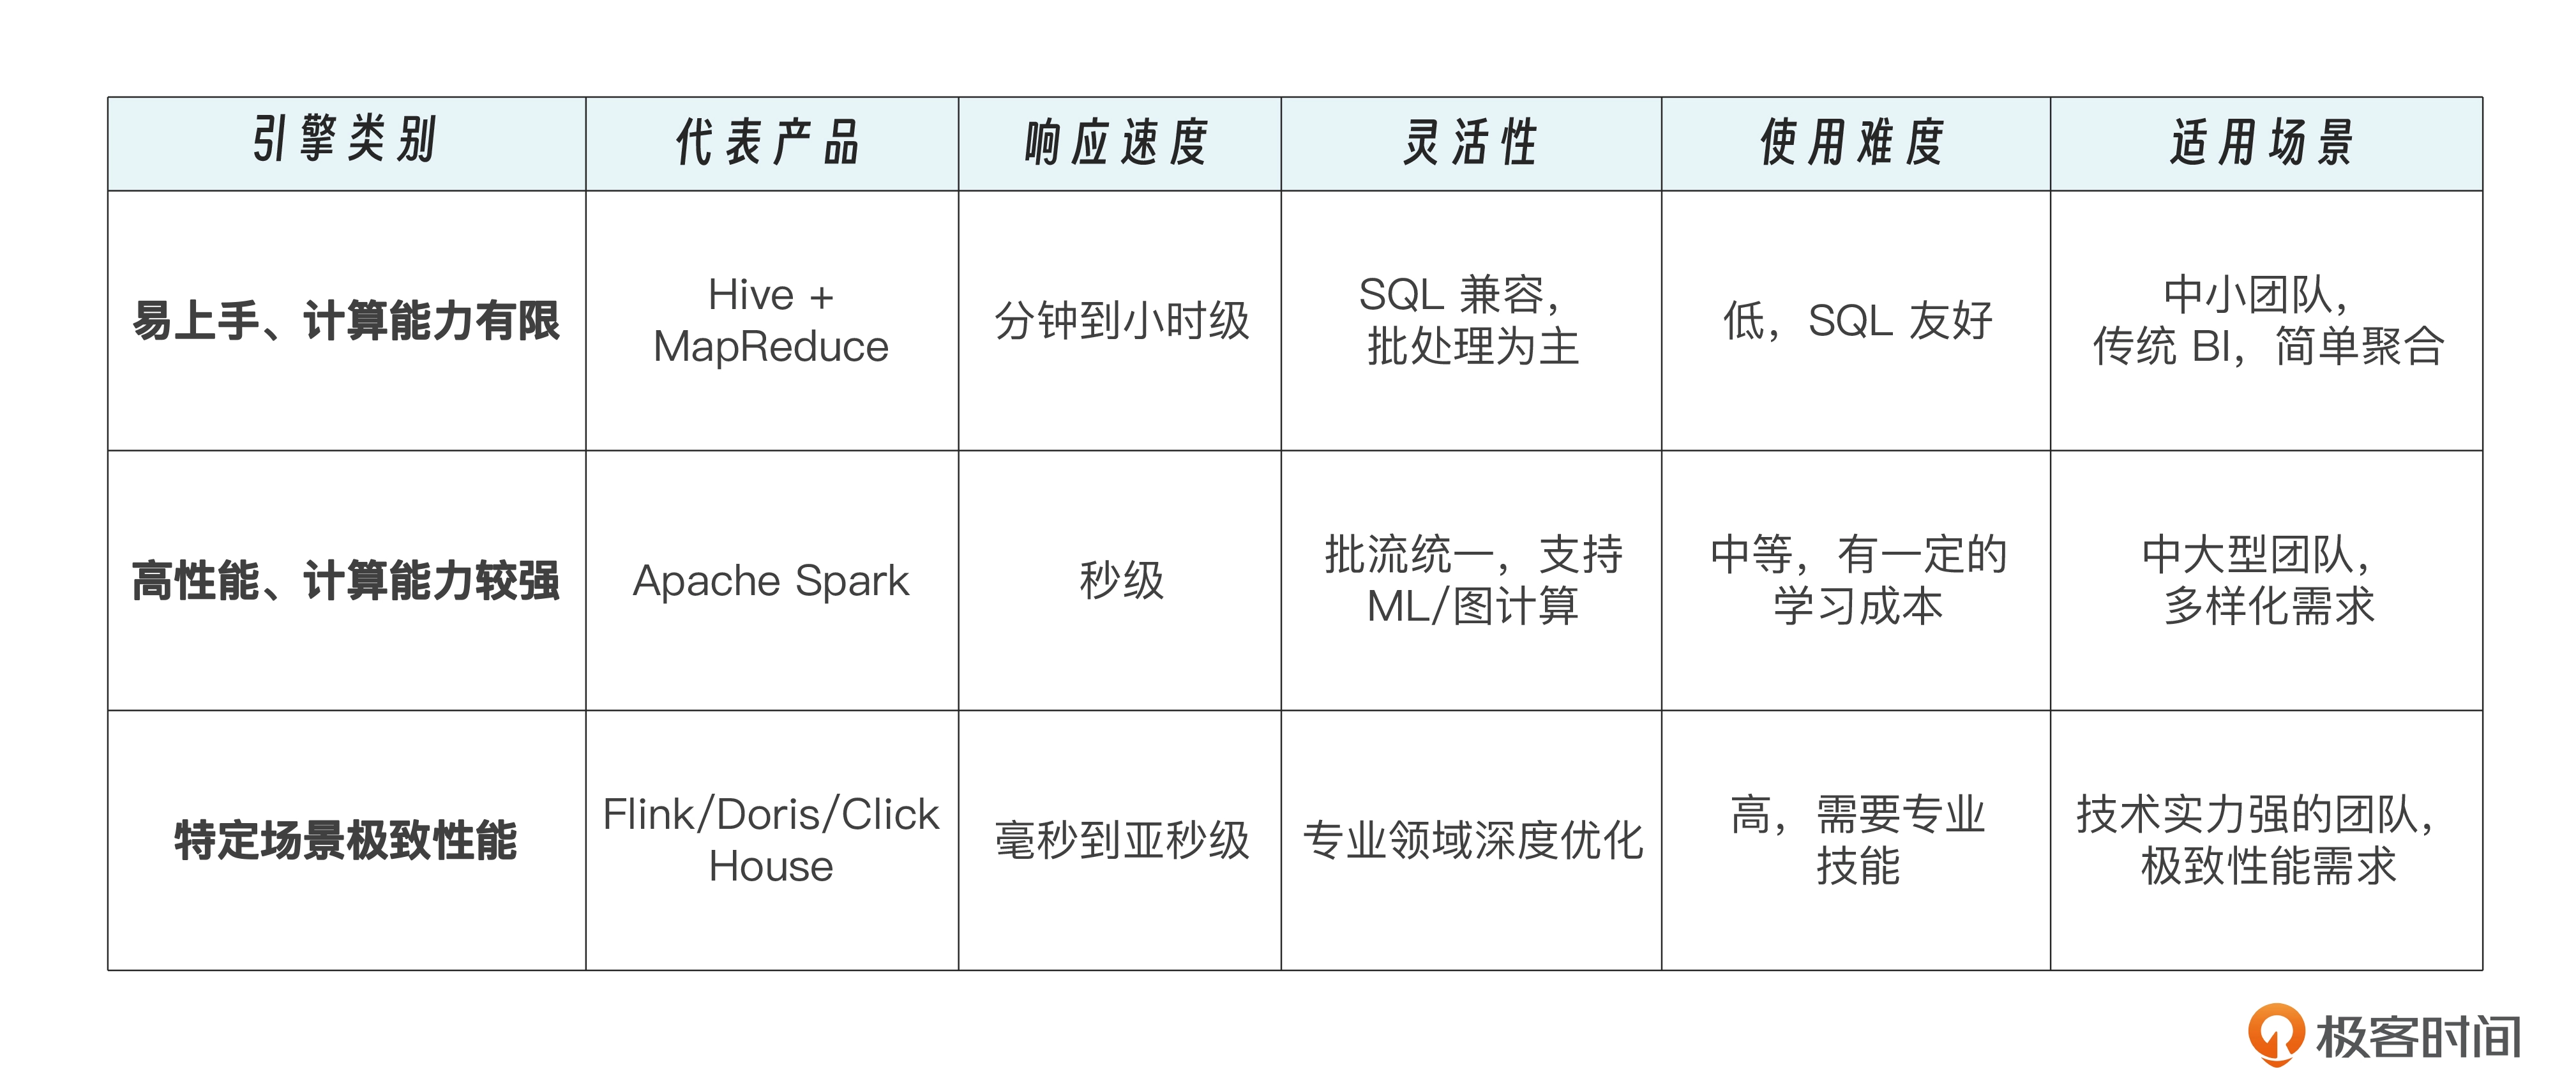 引擎类别
代表产品
响应速度
灵活性
使用难度
适用场景
易上手、计算能力有限
Hive +
MapReduce
分钟到小时级
SQL 兼容，
批处理为主
低，SQL 友好
中小团队，
传统 BI，简单聚合
高性能、计算能力较强
Apache Spark
秒级
批流统一，支持
ML/图计算
中等，有一定的
学习成本
中大型团队，
多样化需求
特定场景极致性能
Flink/Doris/Click
House
毫秒到亚秒级
专业领域深度优化
高，需要专业
技能
技术实力强的团队，
极致性能需求
极客时间